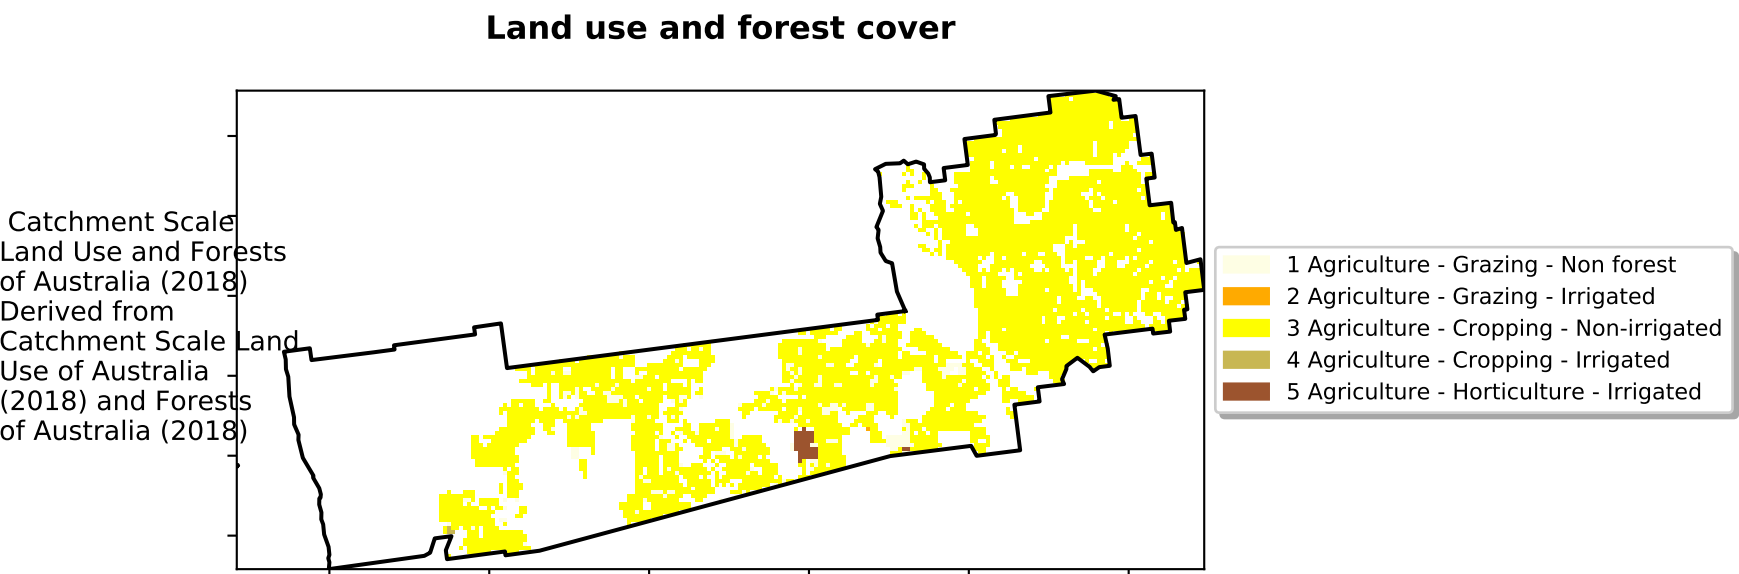 Land use and forest cover
Catchment Scale
Land Use and Forests
of Australia (2018)
Derived from
Catchment Scale Land
Use of Australia
(2018) and Forests
of Australia (2018)
1 Agriculture - Grazing - Non forest
2 Agriculture - Grazing - Irrigated
3 Agriculture - Cropping - Non-irrigated
4 Agriculture - Cropping - Irrigated
5 Agriculture - Horticulture - Irrigated